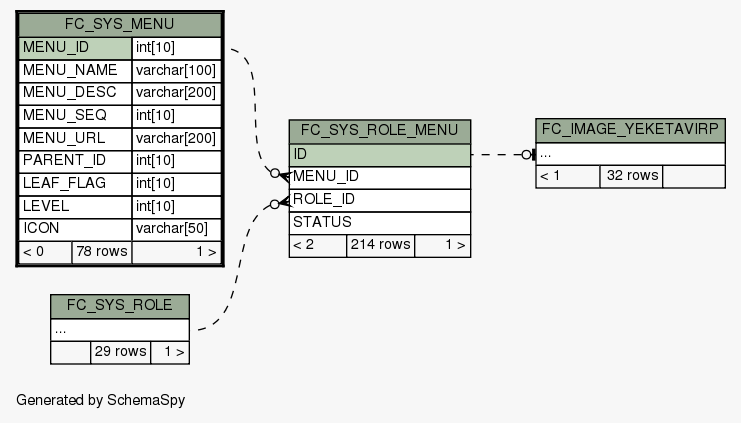 FC_SYS_MENU
MENU_ID int[10]
MENU_NAME varchar[100]
MENU_DESC varchar[200]
MENU_SEQ int[10]
MENU_URL varchar[200]
PARENT_ID int[10]
LEAF_FLAG int[10]
LEVEL int[10]
ICON varchar[50]
< 0 78 rows 1 >
FC_SYS_ROLE_MENU
ID
MENU_ID
ROLE_ID
STATUS
< 2 214 rows 1 >
FC_IMAGE_YEKETAVIRP
...
< 1 32 rows
FC_SYS_ROLE
...
29 rows 1 >
Generated by SchemaSpy